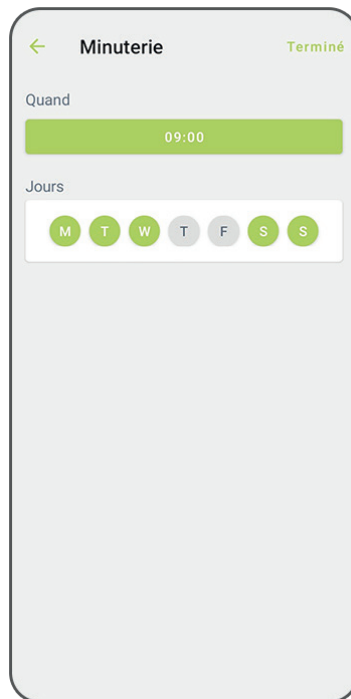 Minuterie Terminé
Quand
09:00
Jours
M T W T F S S